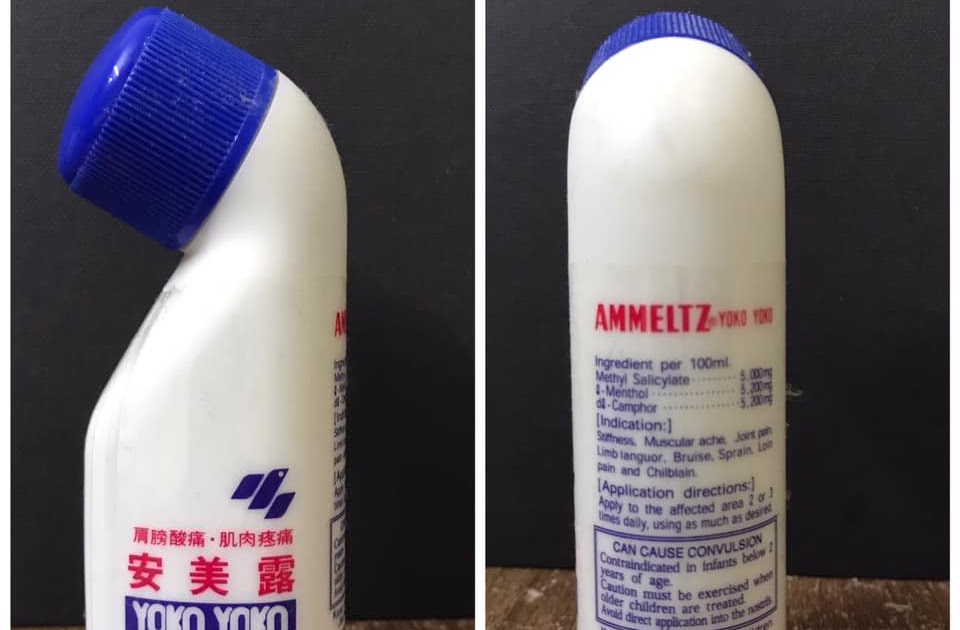 肩膀酸痛・肌肉疼痛
安美露
YOKO YOKO
AMMELTZ® YOKO YOKO
Ingredient per 100ml.
Methyl Salicylate ········ 5.000mg
ℓ-Menthol ················ 5.200mg
dℓ-Camphor ·············· 5.200mg
[Indication:]
Stiffness, Muscular ache, Joint pain,
Limb languor, Bruise, Sprain, Loin
pain and Chilblain.
[Application directions:]
Apply to the affected area 2 or 3
times daily, using as much as desired.
CAN CAUSE CONVULSION
Contraindicated in infants below 2
years of age.
Caution must be exercised when
older children are treated.
Avoid direct application into the nostrils.